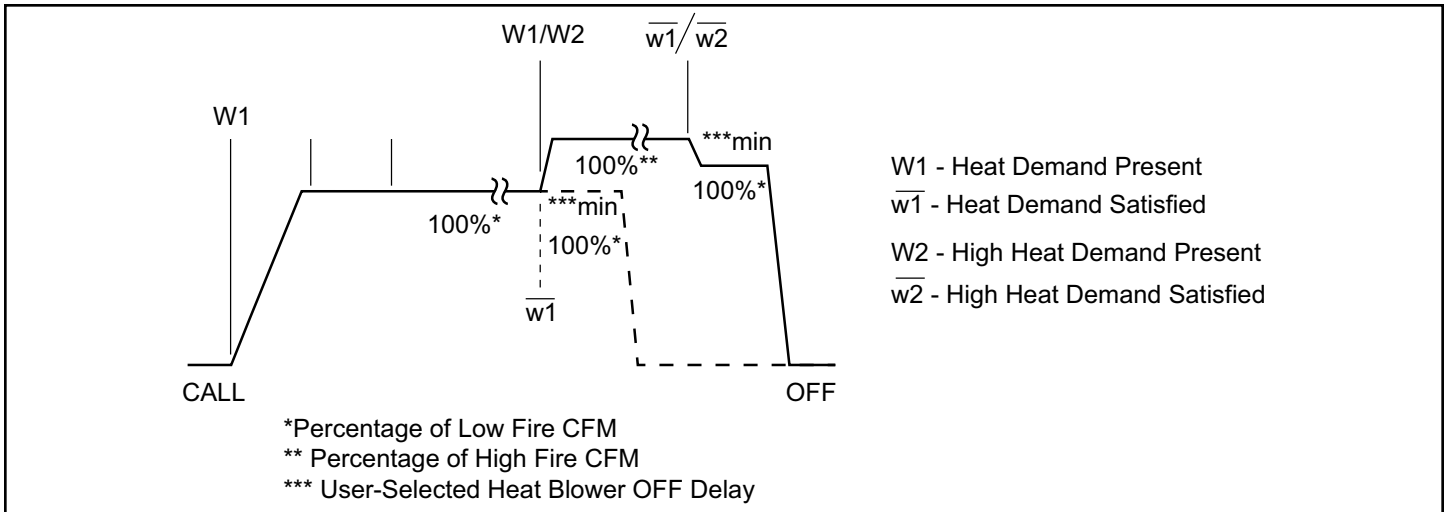 W1/W2
w1/w2
W1
***min
100%**
100%*
100%*
***min
100%*
w1
CALL
OFF
W1 - Heat Demand Present
w1 - Heat Demand Satisfied
W2 - High Heat Demand Present
w2 - High Heat Demand Satisfied
*Percentage of Low Fire CFM
** Percentage of High Fire CFM
*** User-Selected Heat Blower OFF Delay